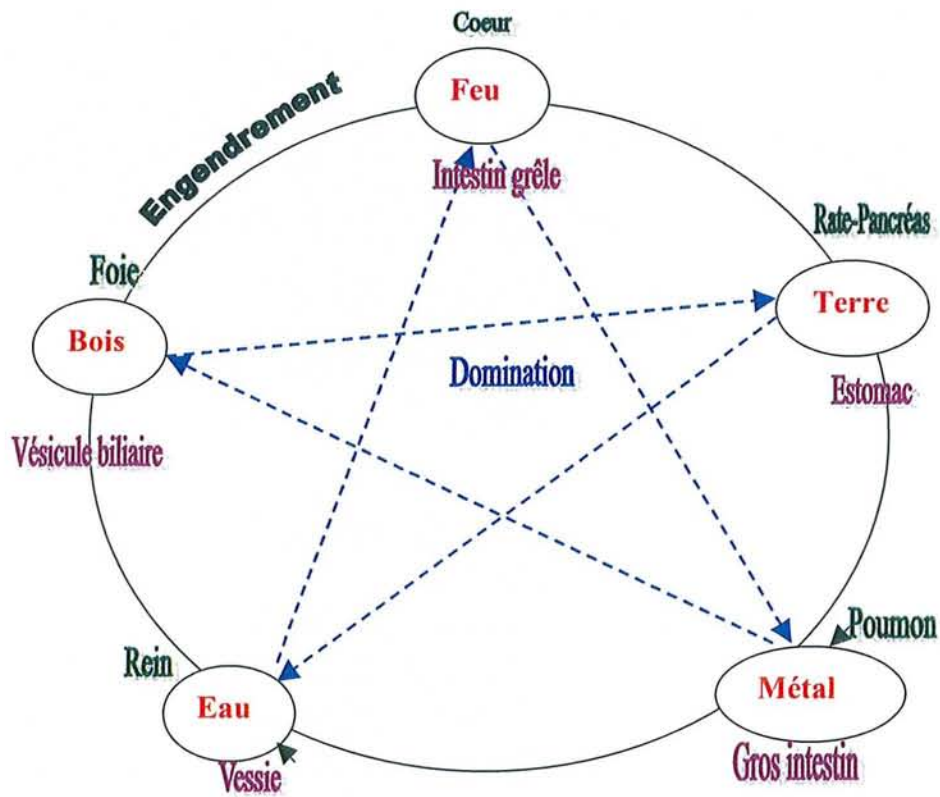 Coeur
Feu
Engendrement
Intestin grêle
Rate-Pancréas
Foie
Terre
Bois
Domination
Estomac
Vésicule biliaire
Poumon
Rein
Métal
Eau
Gros intestin
Vessie